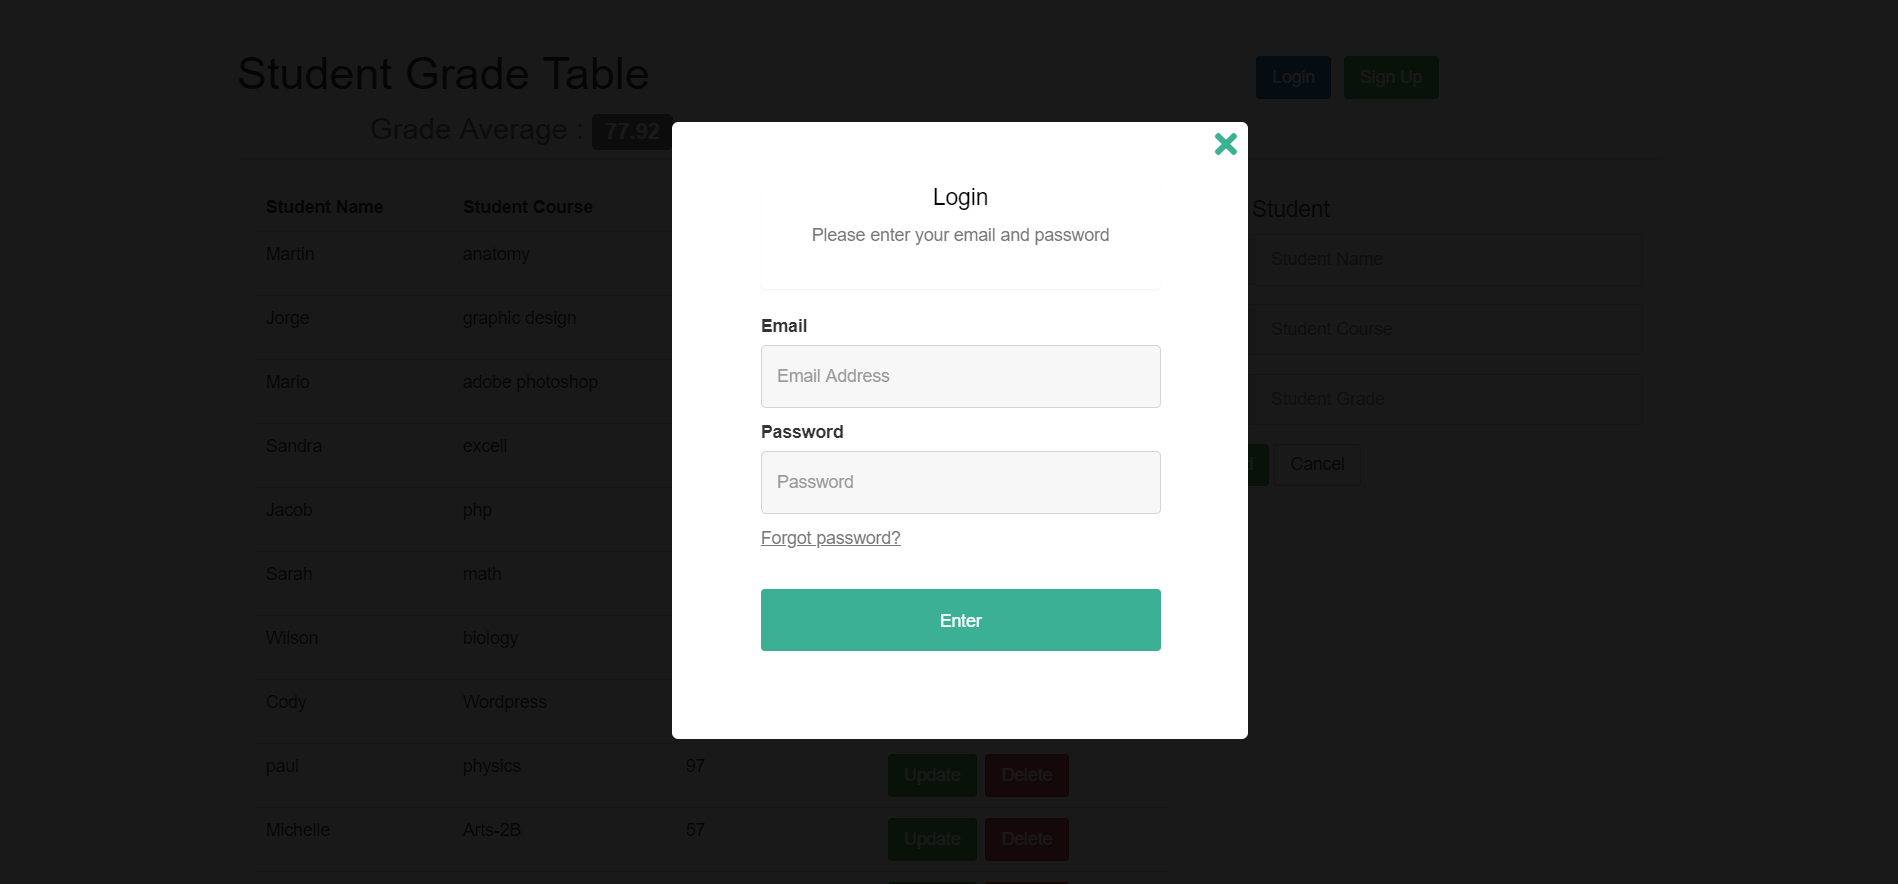 Student Grade Table
Login
Sign Up
Grade Average : 77.92
Login
Please enter your email and password
Email
Email Address
Password
Password
Forgot password?
Enter
Student Name Student Course
Martin anatomy
Jorge graphic design
Mario adobe photoshop
Sandra excell
Jacob php
Sarah math
Wilson biology
Cody Wordpress
paul physics 97 Update Delete
Michelle Arts-2B 57 Update Delete
Student
Student Name
Student Course
Student Grade
Cancel